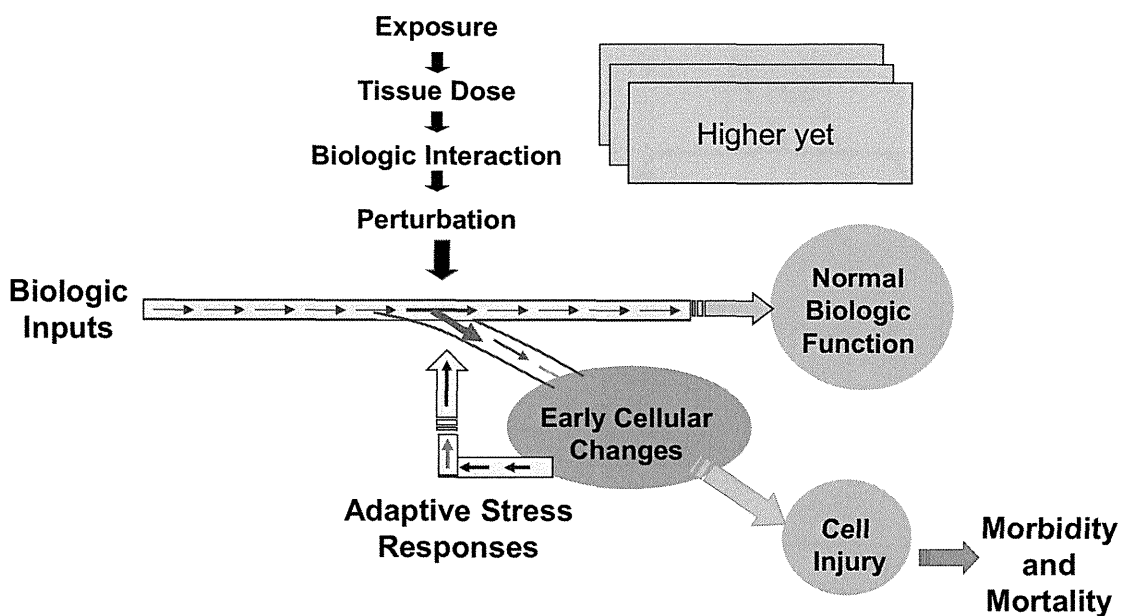 Exposure
Tissue Dose
Biologic Interaction
Perturbation
Higher yet
Biologic
Inputs
Normal
Biologic
Function
Early Cellular
Changes
Adaptive Stress
Responses
Cell
Injury
Morbidity
and
Mortality